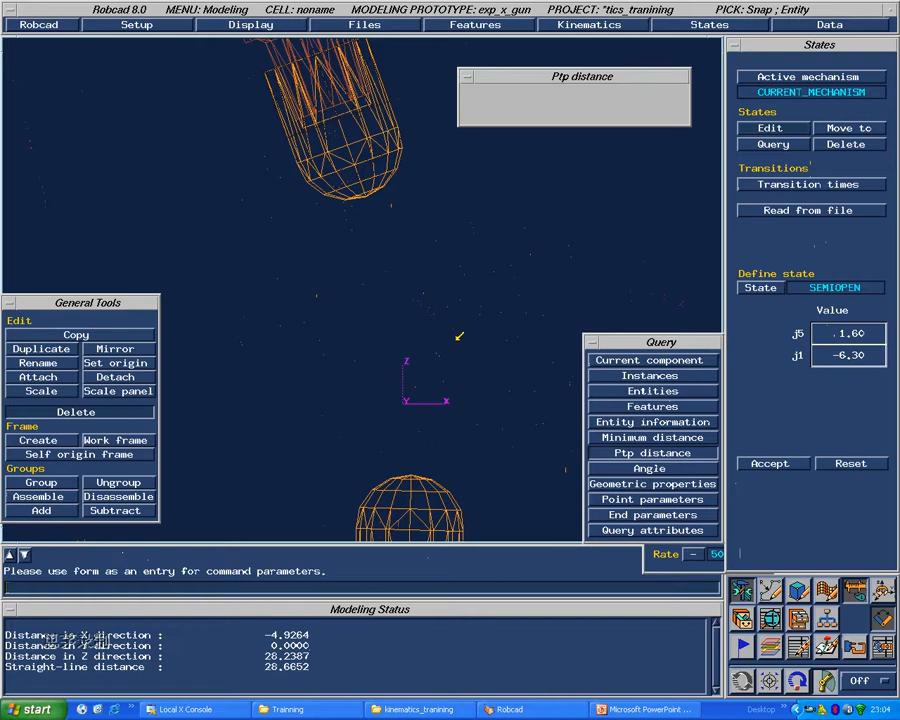 Robcad 8.0 MENU: Modeling CELL: noname MODELING PROTOTYPE: exp_x_gun PROJECT: *tics_tranining PICK: Snap ; Entity
Robcad Setup Display Files Features Kinematics States Data
Ptp distance
States
Active mechanism
CURRENT_MECHANISM
States
Edit Move to
Query Delete
Transitions
Transition times
Read from file
Define state
State SEMIOPEN
Value
j5 1.60
j1 -6.30
Accept Reset
General Tools
Edit
Copy
Duplicate Mirror
Rename Set origin
Attach Detach
Scale Scale panel
Delete
Frame
Create Work frame
Self origin frame
Groups
Group Ungroup
Assemble Disassemble
Add Subtract
Z
Y X
Query
Current component
Instances
Entities
Features
Entity information
Minimum distance
Ptp distance
Angle
Geometric properties
Point parameters
End parameters
Query attributes
Rate - 50
Please use form as an entry for command parameters.
Modeling Status
Distance in X direction : -4.9264
Distance in Y direction : 0.0000
Distance in Z direction : 28.2387
Straight-line distance : 28.6652
Off
start Local X Console Trainning kinematics_tranining Robcad Microsoft PowerPoint ... Desktop » 23:04